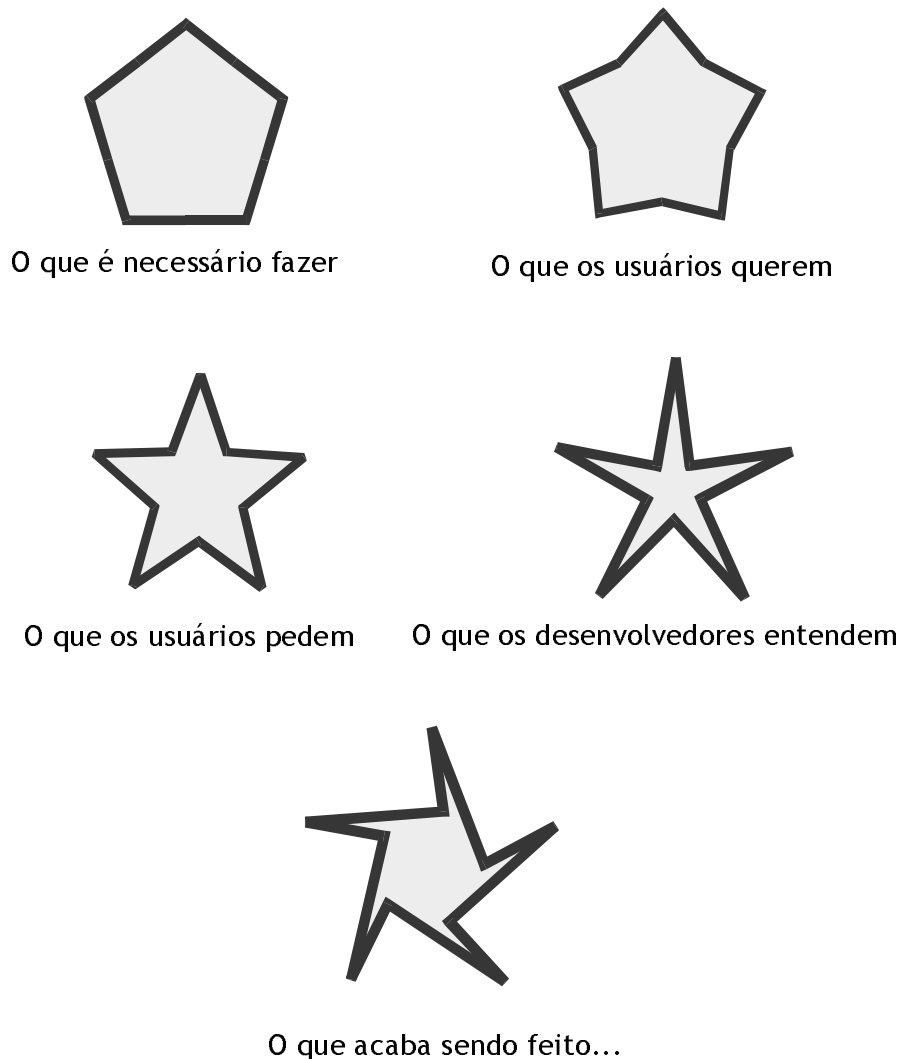 O que é necessário fazer
O que os usuários querem
O que os usuários pedem
O que os desenvolvedores entendem
O que acaba sendo feito...